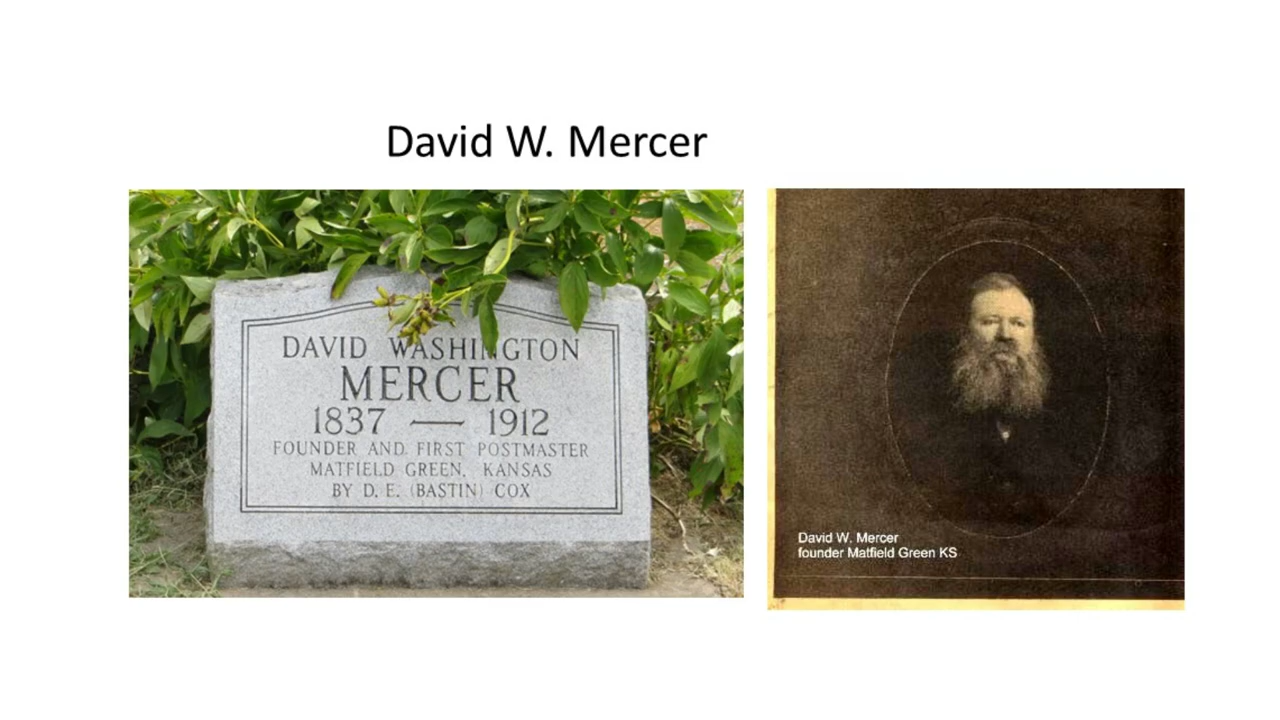 David W. Mercer
DAVID WASHINGTON
MERCER
1837 — 1912
FOUNDER AND FIRST POSTMASTER
MATFIELD GREEN, KANSAS
BY D. E. (BASTIN) COX
David W. Mercer
founder Matfield Green KS